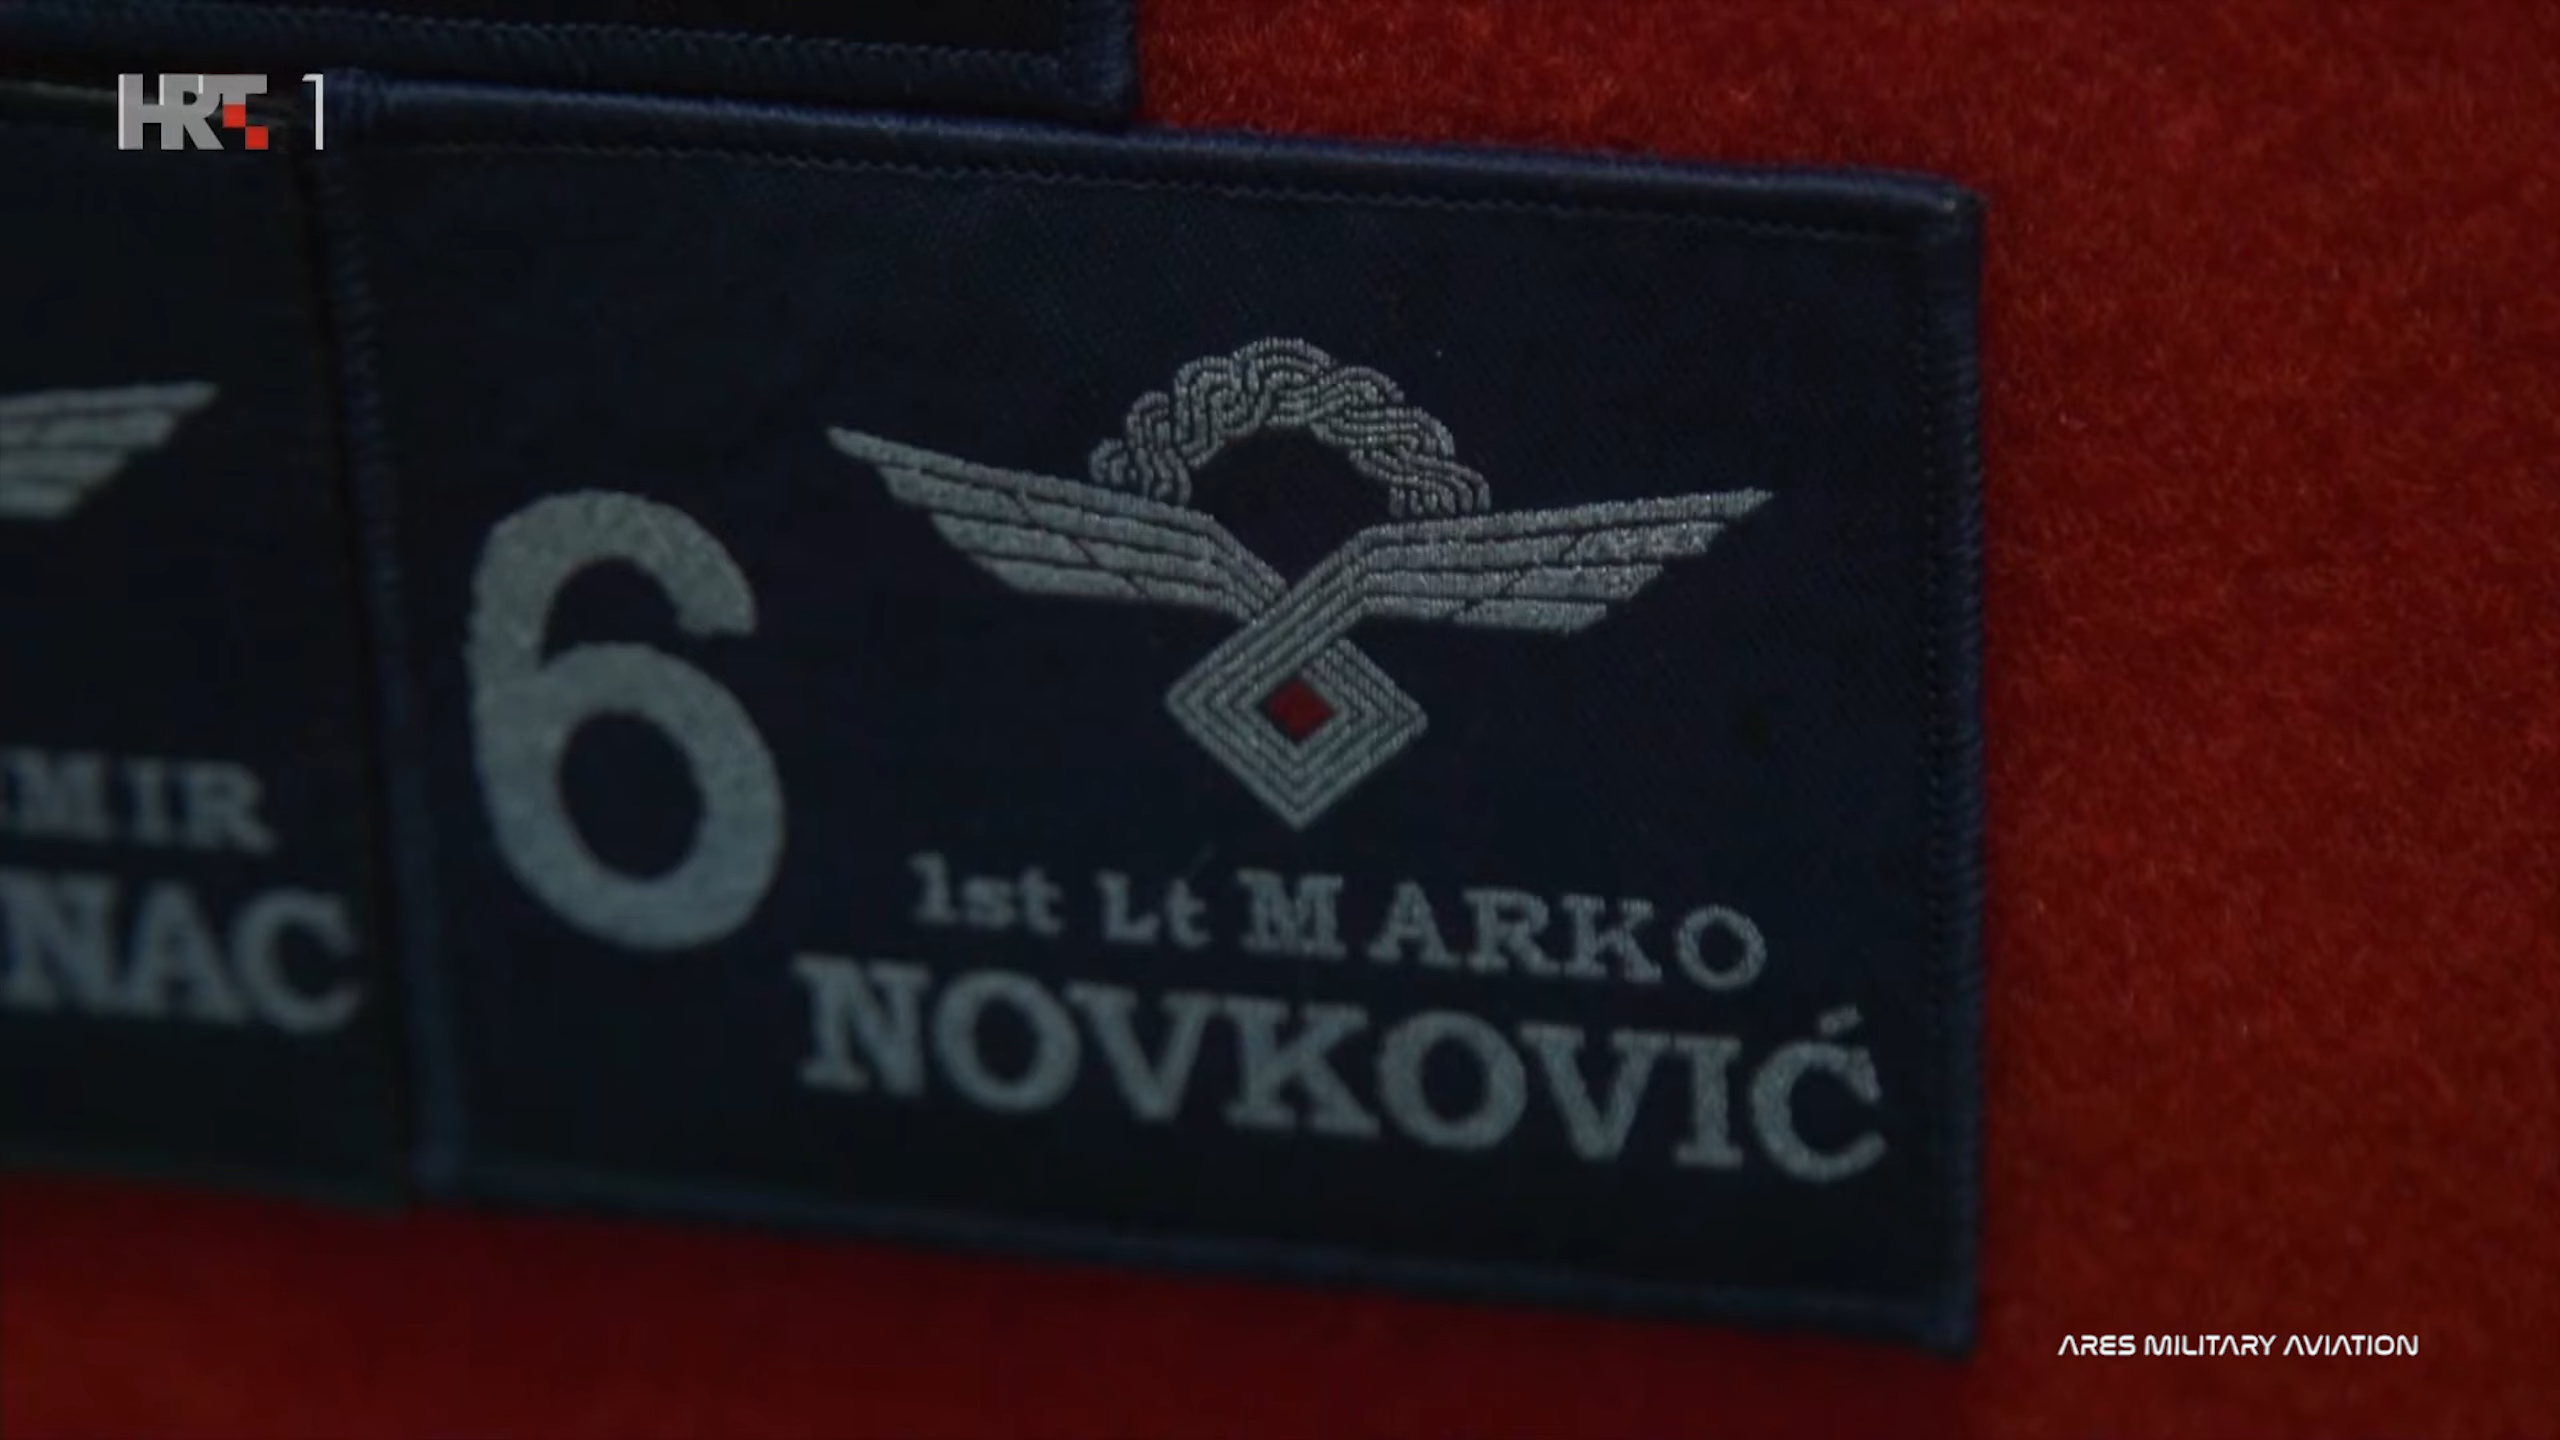 HRT 1
6
1st Lt MARKO
NOVKOVIĆ
MIR
NAC
ARES MILITARY AVIATION